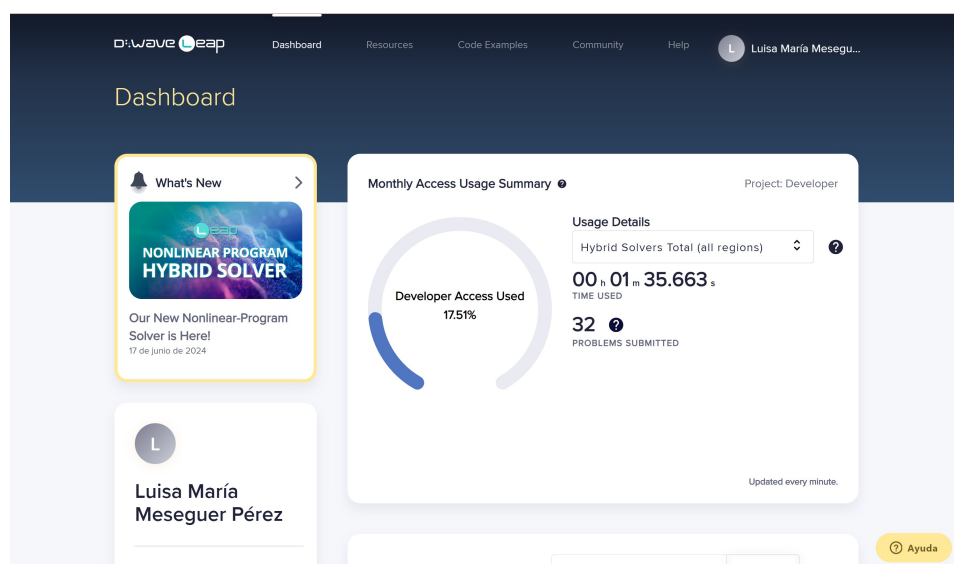 D:wave Leap
Dashboard
Resources
Code Examples
Community
Help
L
Luisa María Mesegu...
Dashboard
What's New
Leap
NONLINEAR PROGRAM
HYBRID SOLVER
Our New Nonlinear-Program
Solver is Here!
17 de junio de 2024
L
Luisa María
Meseguer Pérez
Monthly Access Usage Summary ?
Project: Developer
Developer Access Used
17.51%
Usage Details
Hybrid Solvers Total (all regions)
?
00 h 01 m 35.663 s
TIME USED
32 ?
PROBLEMS SUBMITTED
Updated every minute.
? Ayuda